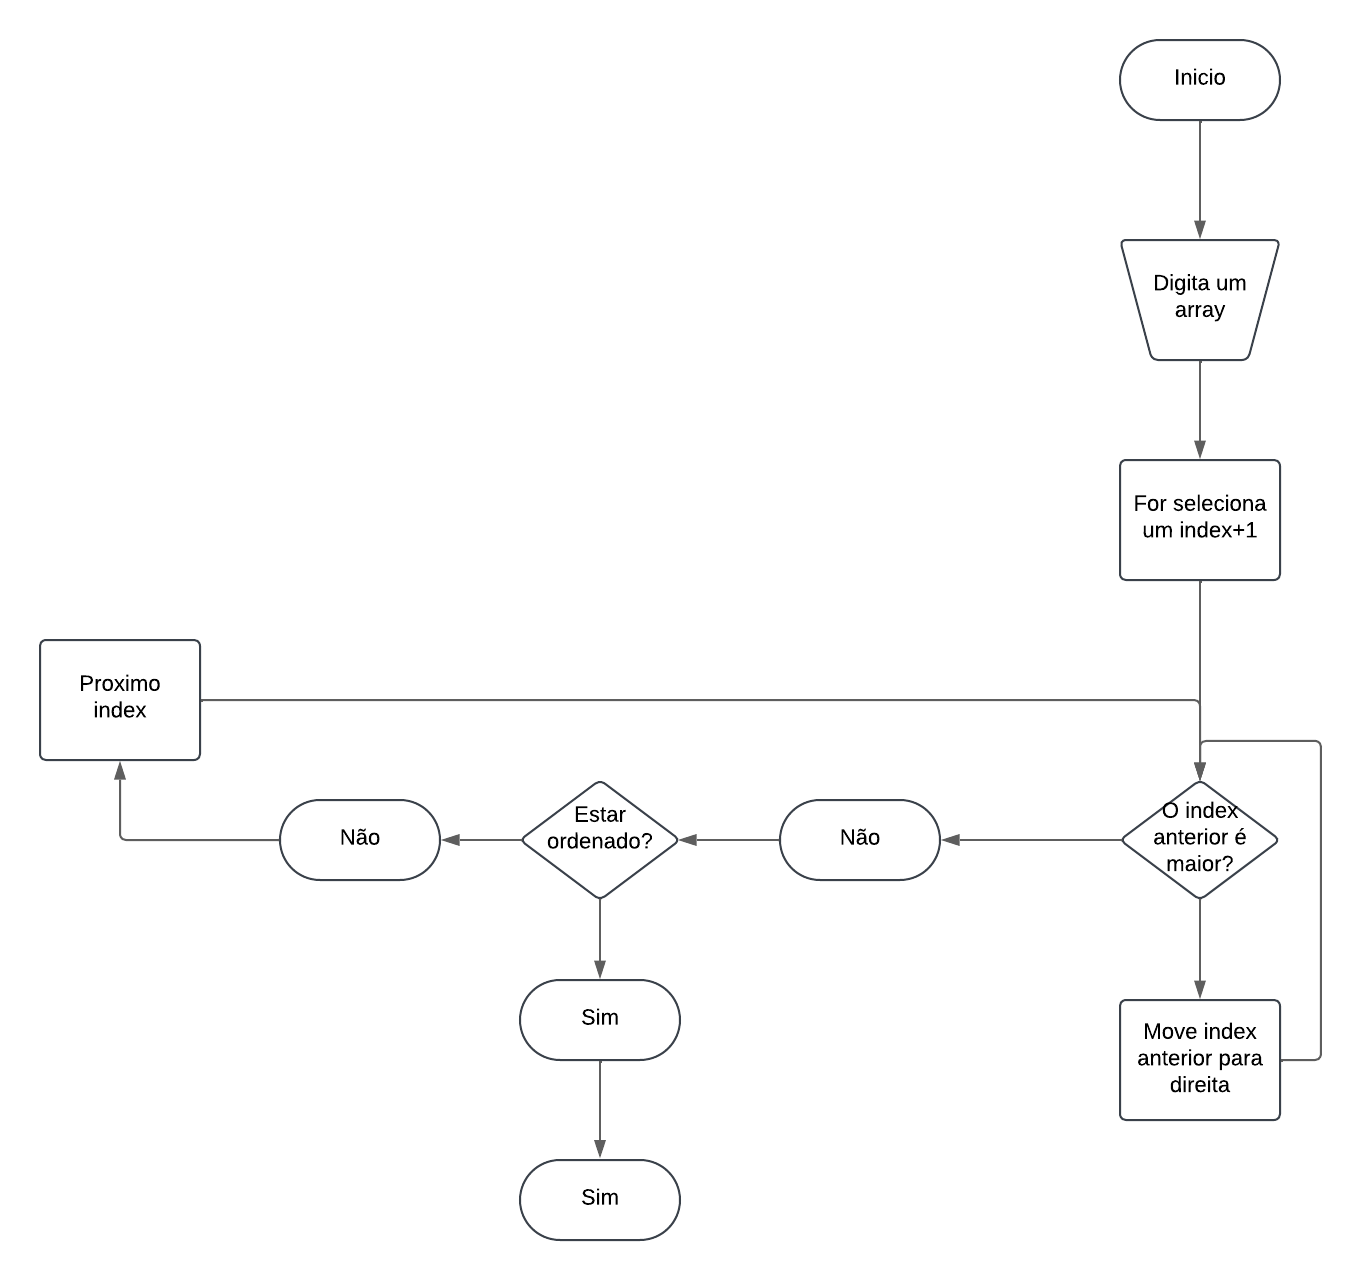 Inicio
Digita um
array
For seleciona
um index+1
Proximo
index
O index
anterior é
maior?
Não
Estar
ordenado?
Não
Sim
Move index
anterior para
direita
Sim